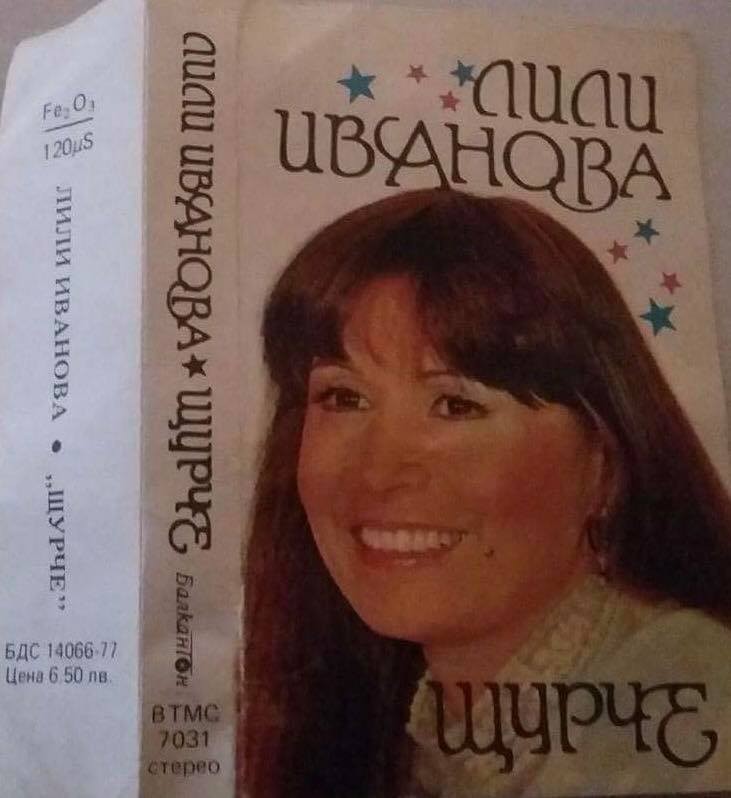 Fe₂O₃
120µS
ЛИЛИ ИВАНОВА • „ЩУРЧЕ”
БДС 14066-77
Цена 6.50 лв.
ЛИЛИ ИВАНОВА ★ ЩУРЧЕ
Балкантон
ВТМС
7031
стерео
ЛИЛИ
ИВАНОВА
ЩУРЧЕ